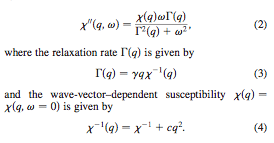 χ″(q, ω) = χ(q)ωΓ(q) / Γ²(q) + ω², (2)
where the relaxation rate Γ(q) is given by
Γ(q) = γqχ⁻¹(q) (3)
and the wave-vector-dependent susceptibility χ(q) =
χ(q, ω = 0) is given by
χ⁻¹(q) = χ⁻¹ + cq². (4)